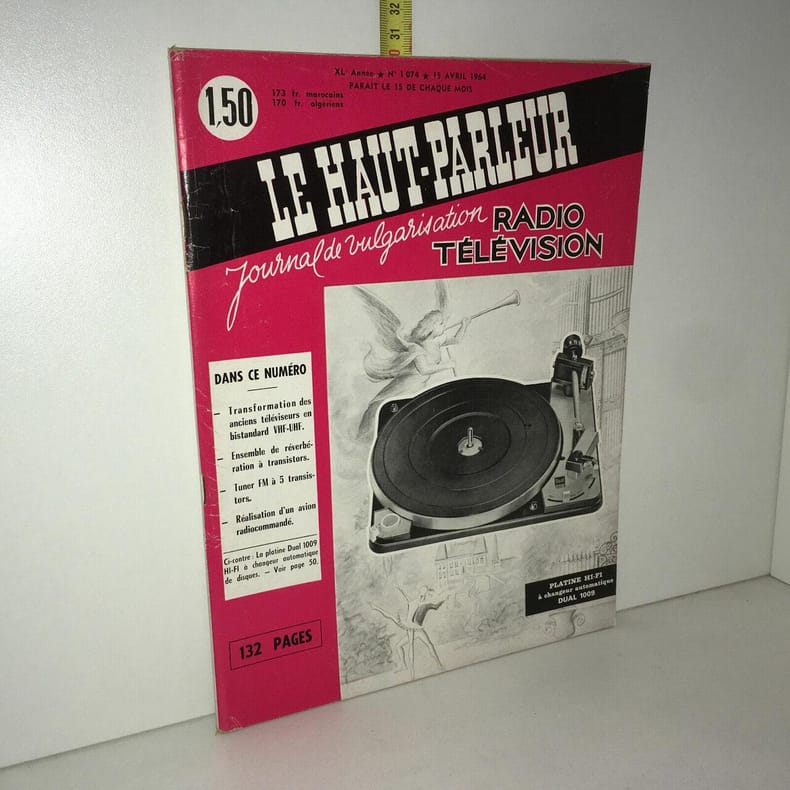 31 32
XL Année ★ N° 1074 ★ 15 AVRIL 1964
PARAIT LE 15 DE CHAQUE MOIS
1,50
173 fr. marocains
170 fr. algériens
LE HAUT-PARLEUR
Journal de vulgarisation
RADIO
TÉLÉVISION
DANS CE NUMÉRO
— Transformation des
anciens téléviseurs en
bistandard VHF-UHF.
— Ensemble de réverbé-
ration à transistors.
— Tuner FM à 5 transis-
tors.
— Réalisation d'un avion
radiocommandé.
Ci-contre : La platine Dual 1009
HI-FI à changeur automatique
de disques. — Voir page 50.
132 PAGES
PLATINE HI-FI
à changeur automatique
DUAL 1009